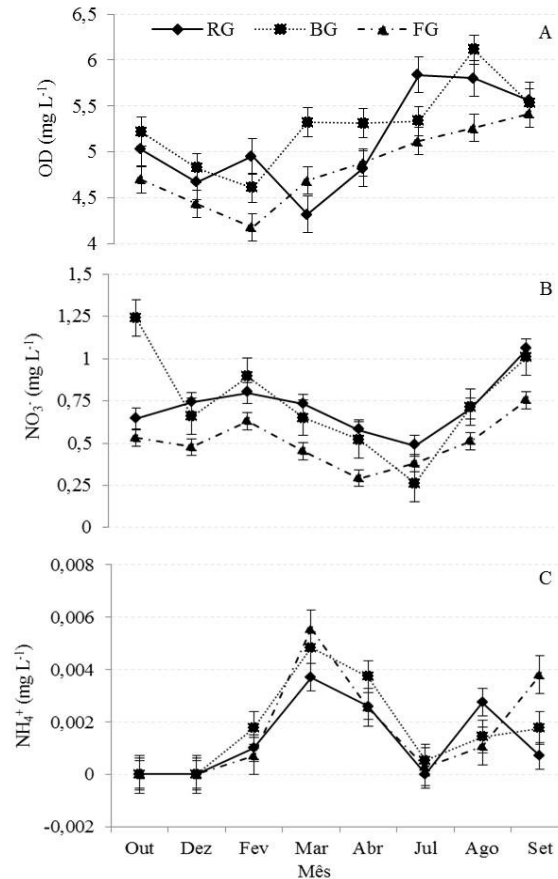 RG BG FG
A
6,5
6
5,5
5
4,5
4
OD (mg L-1)
B
1,5
1,25
1
0,75
0,5
0,25
0
NO3- (mg L-1)
C
0,008
0,006
0,004
0,002
0
-0,002
NH4+ (mg L-1)
Out Dez Fev Mar Abr Jul Ago Set
Mês